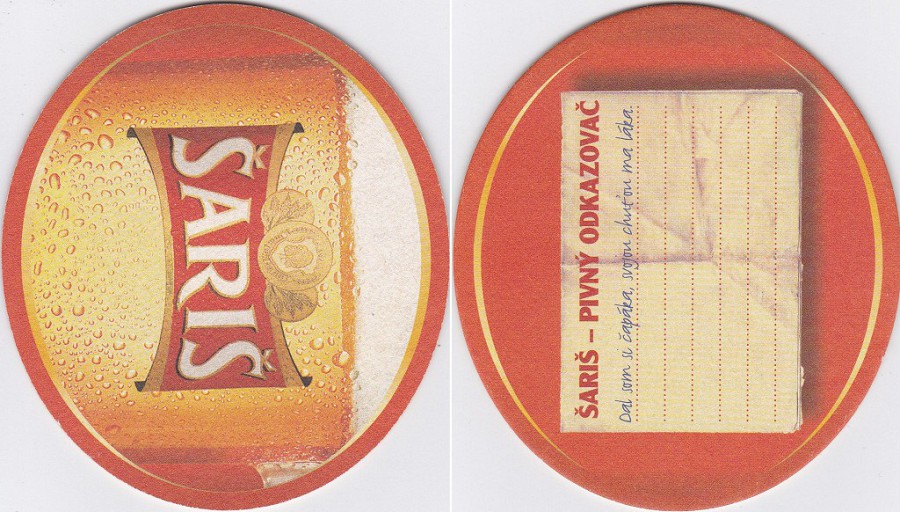 ŠARIŠ
ŠARIŠ – PIVNÝ ODKAZOVAČ
Dal som si čapáka, svojou chuťou ma láka.